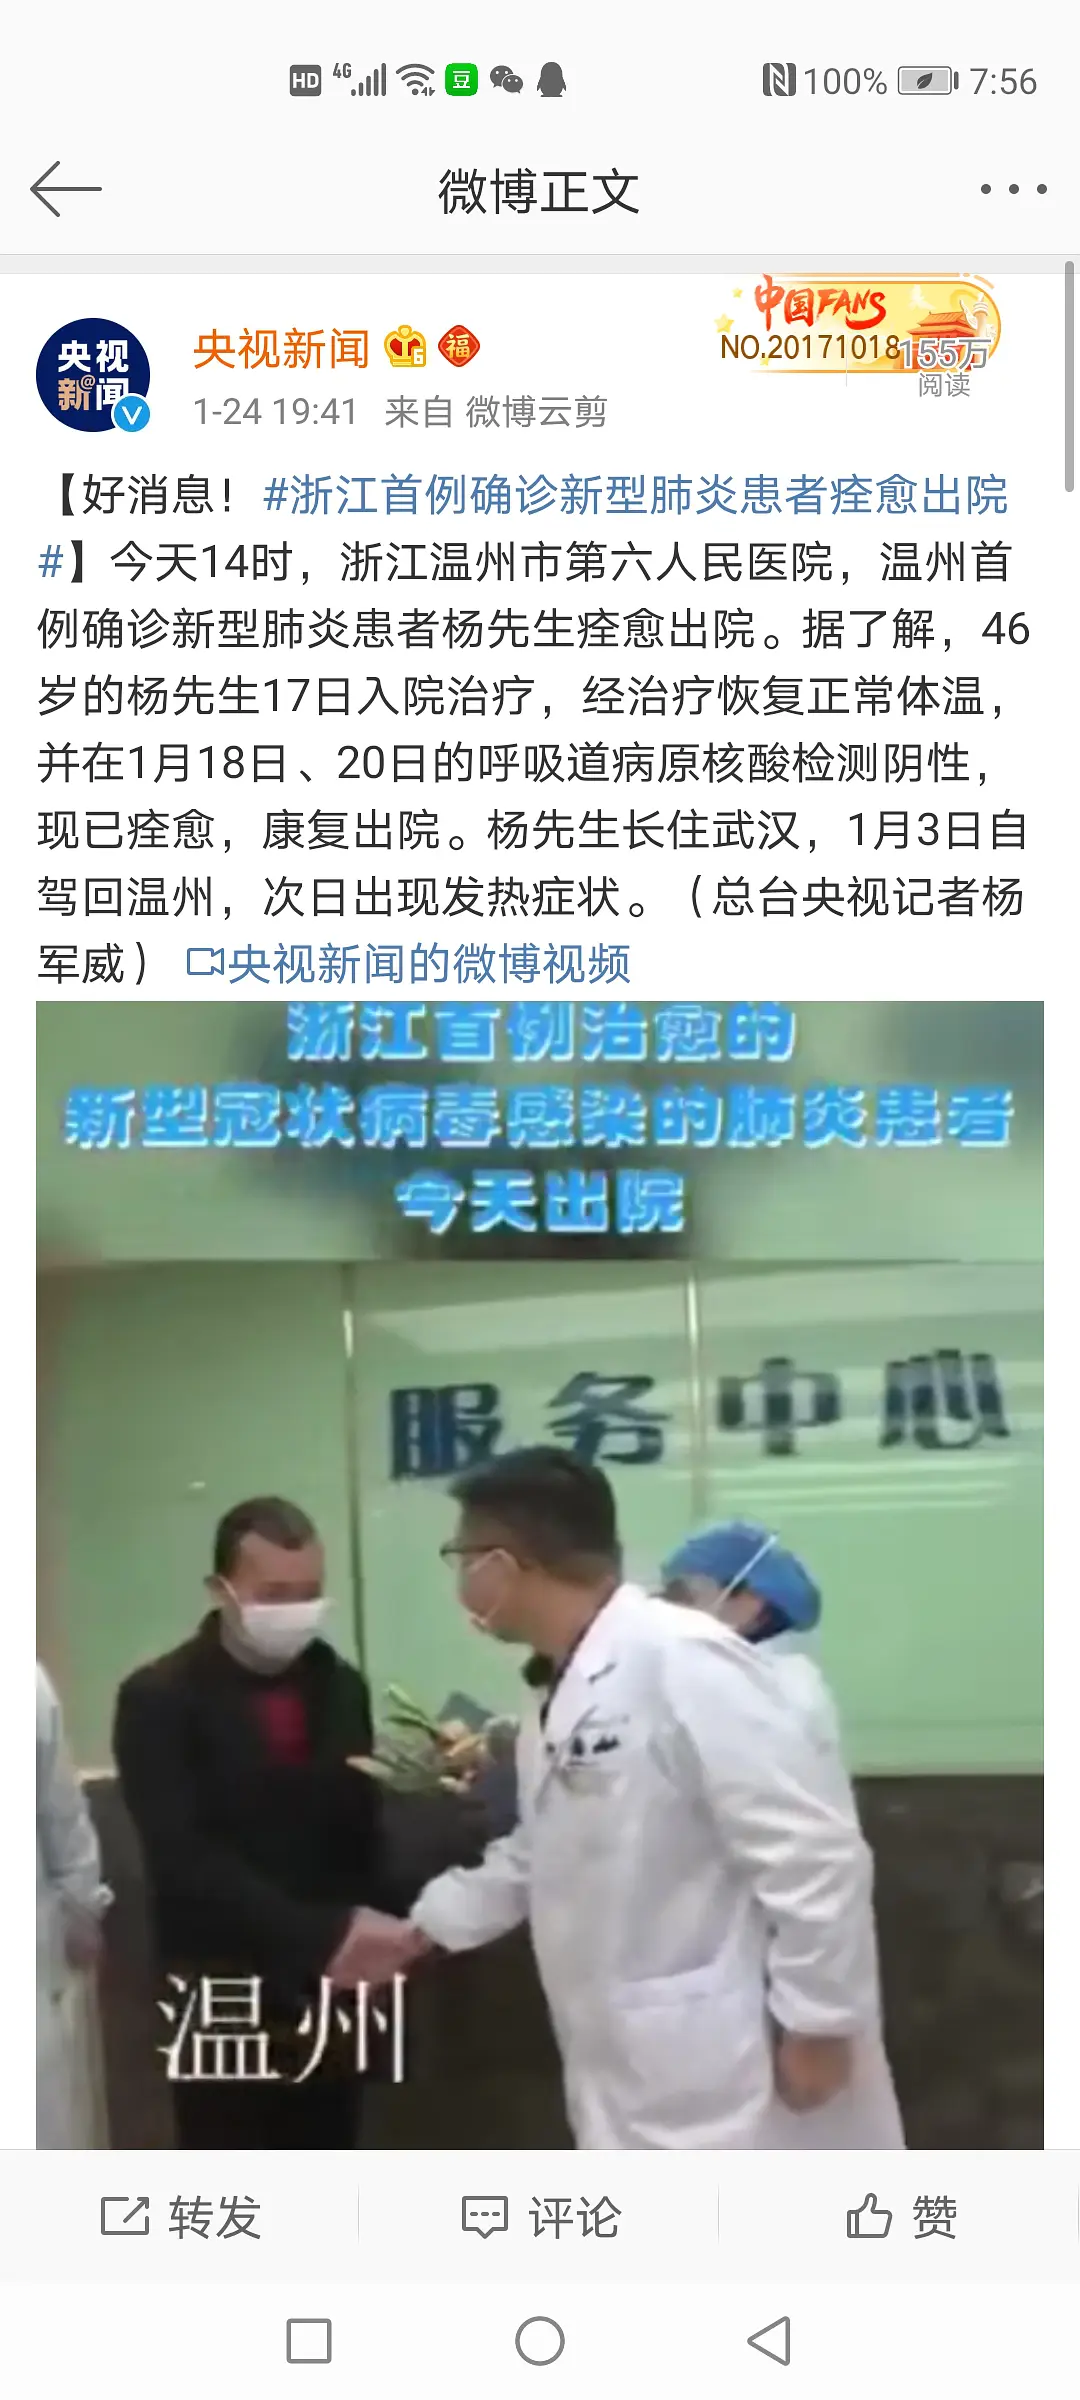 HD 4G 豆 100% 7:56
微博正文
央视
新@闻
央视新闻 6 福
中国FANS
NO.20171018
155万
阅读
1-24 19:41 来自 微博云剪
【好消息！#浙江首例确诊新型肺炎患者痊愈出院
#】今天14时，浙江温州市第六人民医院，温州首
例确诊新型肺炎患者杨先生痊愈出院。据了解，46
岁的杨先生17日入院治疗，经治疗恢复正常体温，
并在1月18日、20日的呼吸道病原核酸检测阴性，
现已痊愈，康复出院。杨先生长住武汉，1月3日自
驾回温州，次日出现发热症状。（总台央视记者杨
军威） 央视新闻的微博视频
浙江首例治愈的
新型冠状病毒感染的肺炎患者
今天出院
服务中心
温州
转发 评论 赞